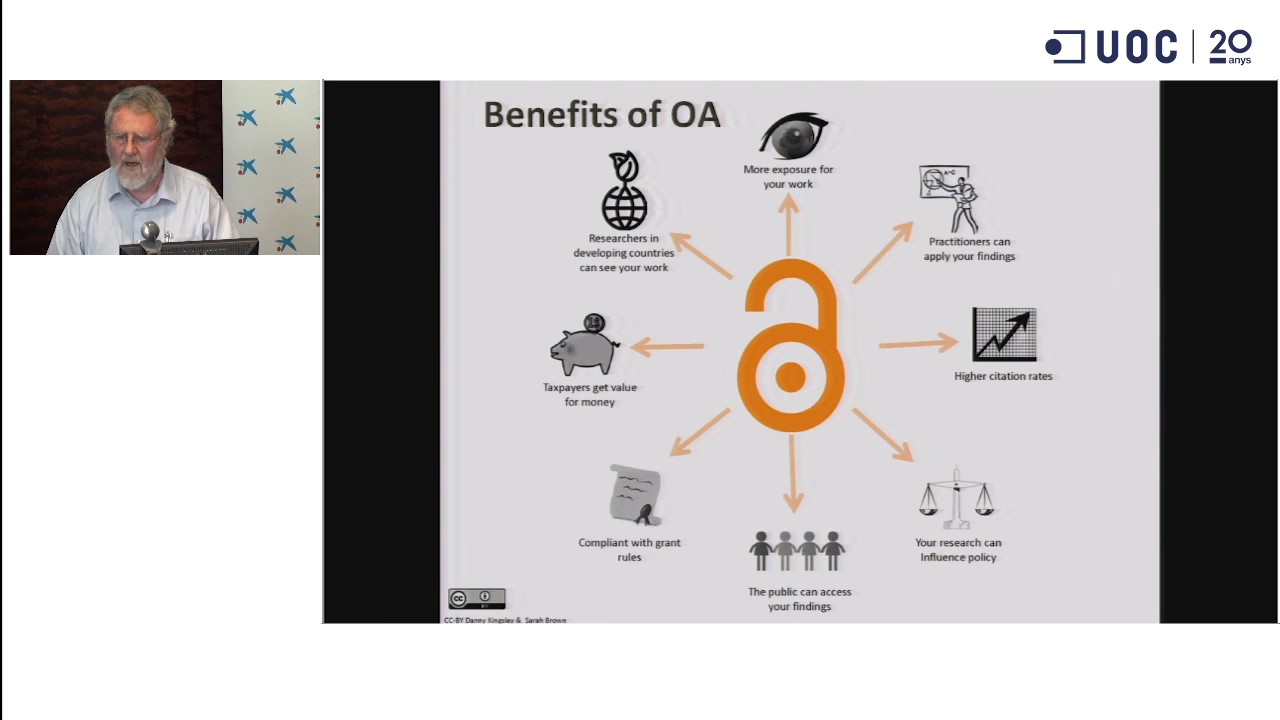 UOC
20
anys
Benefits of OA
More exposure for
your work
Researchers in
developing countries
can see your work
Practitioners can
apply your findings
Taxpayers get value
for money
Higher citation rates
Compliant with grant
rules
Your research can
Influence policy
The public can access
your findings
cc
BY
CC-BY Danny Kingsley & Sarah Brown